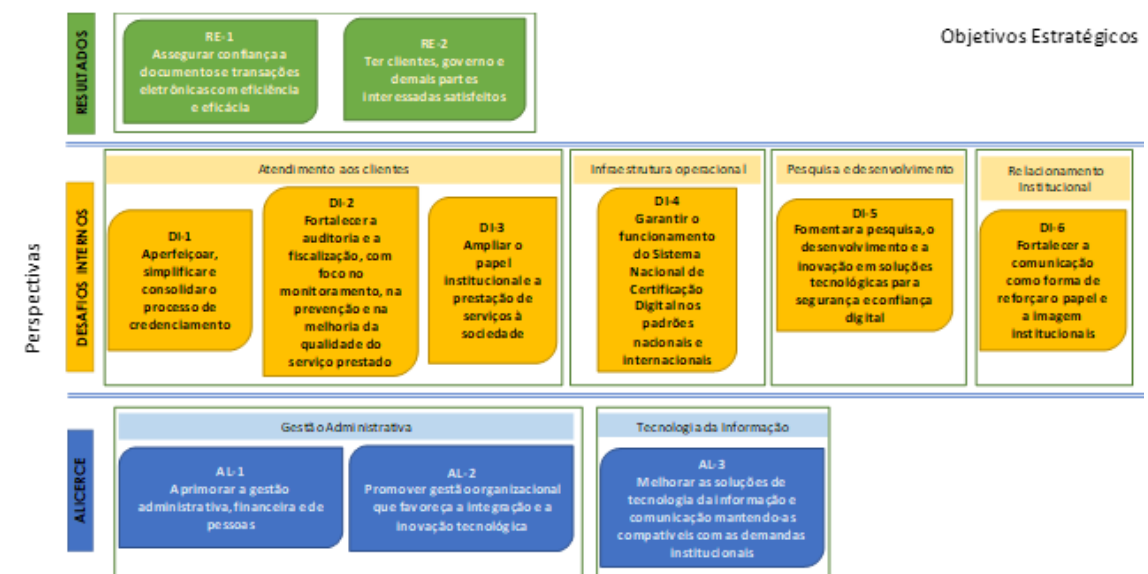 Objetivos Estratégicos
Perspectivas
RESULTADOS
RE-1
Assegurar confiança a
documentos e transações
eletrônicas com eficiência
e eficácia
RE-2
Ter clientes, governo e
demais partes
interessadas satisfeitos
DESAFIOS INTERNOS
Atendimento aos clientes
DI-1
Aperfeiçoar,
simplificar e
consolidar o
processo de
credenciamento
DI-2
Fortalecer a
auditoria e a
fiscalização, com
foco no
monitoramento, na
prevenção e na
melhoria da
qualidade do
serviço prestado
DI-3
Ampliar o
papel
institucional e a
prestação de
serviços à
sociedade
Infraestrutura operacional
DI-4
Garantir o
funcionamento
do Sistema
Nacional de
Certificação
Digital nos
padrões
nacionais e
internacionais
Pesquisa e desenvolvimento
DI-5
Fomentar a pesquisa, o
desenvolvimento e a
inovação em soluções
tecnológicas para
segurança e confiança
digital
Relacionamento
Institucional
DI-6
Fortalecer a
comunicação
como forma de
reforçar o papel e
a imagem
institucionais
ALICERCE
Gestão Administrativa
AL-1
Aprimorar a gestão
administrativa, financeira e de
pessoas
AL-2
Promover gestão organizacional
que favoreça a integração e a
inovação tecnológica
Tecnologia da Informação
AL-3
Melhorar as soluções de
tecnologia da informação e
comunicação mantendo-as
compatíveis com as demandas
institucionais